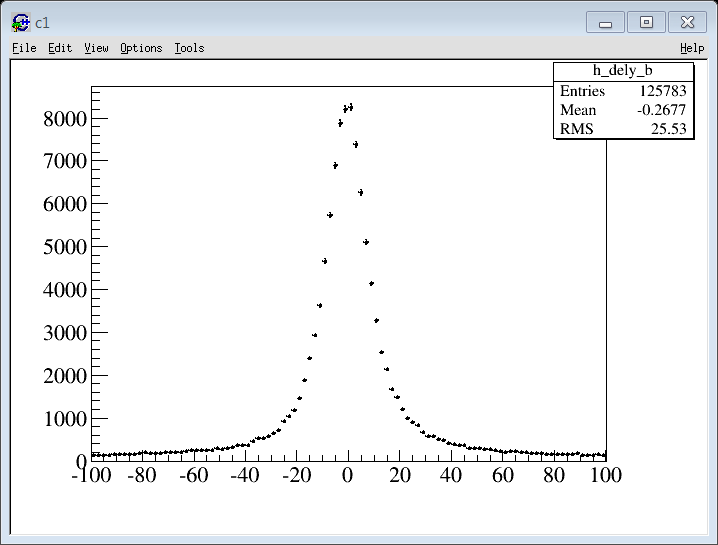 c1
File Edit View Options Tools Help
h_dely_b
Entries 125783
Mean -0.2677
RMS 25.53
8000
7000
6000
5000
4000
3000
2000
1000
0
-100 -80 -60 -40 -20 0 20 40 60 80 100